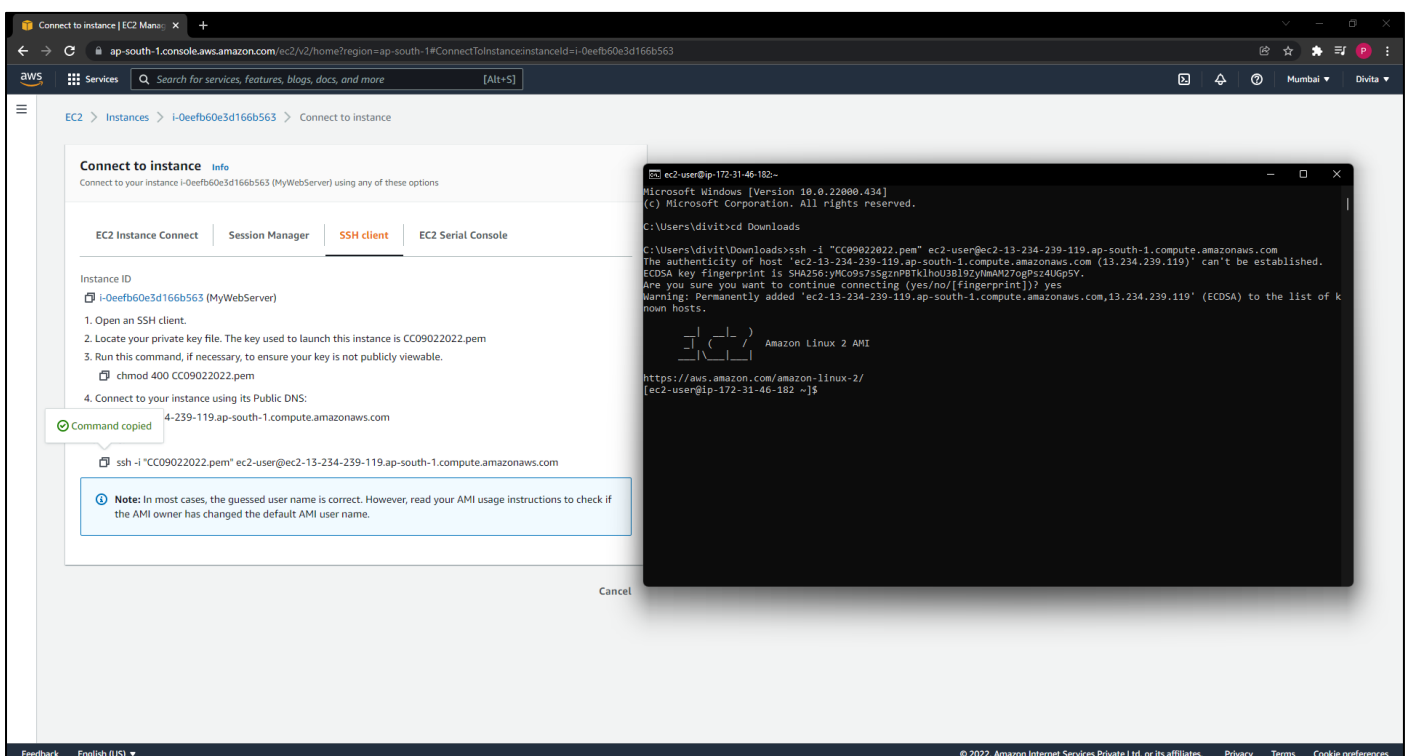 Connect to instance | EC2 Manag
ap-south-1.console.aws.amazon.com/ec2/v2/home?region=ap-south-1#ConnectToInstance:instanceId=i-0eefb60e3d166b563
P
aws
Services
Search for services, features, blogs, docs, and more
[Alt+S]
Mumbai
Divita
EC2 > Instances > i-0eefb60e3d166b563 > Connect to instance
Connect to instance Info
Connect to your instance i-0eefb60e3d166b563 (MyWebServer) using any of these options
EC2 Instance Connect
Session Manager
SSH client
EC2 Serial Console
Instance ID
i-0eefb60e3d166b563 (MyWebServer)
1. Open an SSH client.
2. Locate your private key file. The key used to launch this instance is CC09022022.pem
3. Run this command, if necessary, to ensure your key is not publicly viewable.
chmod 400 CC09022022.pem
4. Connect to your instance using its Public DNS:
4-239-119.ap-south-1.compute.amazonaws.com
Command copied
ssh -i "CC09022022.pem" ec2-user@ec2-13-234-239-119.ap-south-1.compute.amazonaws.com
Note: In most cases, the guessed user name is correct. However, read your AMI usage instructions to check if
the AMI owner has changed the default AMI user name.
Cancel
ec2-user@ip-172-31-46-182:~
Microsoft Windows [Version 10.0.22000.434]
(c) Microsoft Corporation. All rights reserved.
C:\Users\divit>cd Downloads
C:\Users\divit\Downloads>ssh -i "CC09022022.pem" ec2-user@ec2-13-234-239-119.ap-south-1.compute.amazonaws.com
The authenticity of host 'ec2-13-234-239-119.ap-south-1.compute.amazonaws.com (13.234.239.119)' can't be established.
ECDSA key fingerprint is SHA256:yMCo9s7sSgznPBTklhoU3Bl9ZyNmAM27ogPsz4UGp5Y.
Are you sure you want to continue connecting (yes/no/[fingerprint])? yes
Warning: Permanently added 'ec2-13-234-239-119.ap-south-1.compute.amazonaws.com,13.234.239.119' (ECDSA) to the list of k
nown hosts.
__|  __|_  )
_|  (     /   Amazon Linux 2 AMI
___|\___|___|
https://aws.amazon.com/amazon-linux-2/
[ec2-user@ip-172-31-46-182 ~]$
Feedback
English (US)
© 2022, Amazon Internet Services Private Ltd. or its affiliates.
Privacy
Terms
Cookie preferences